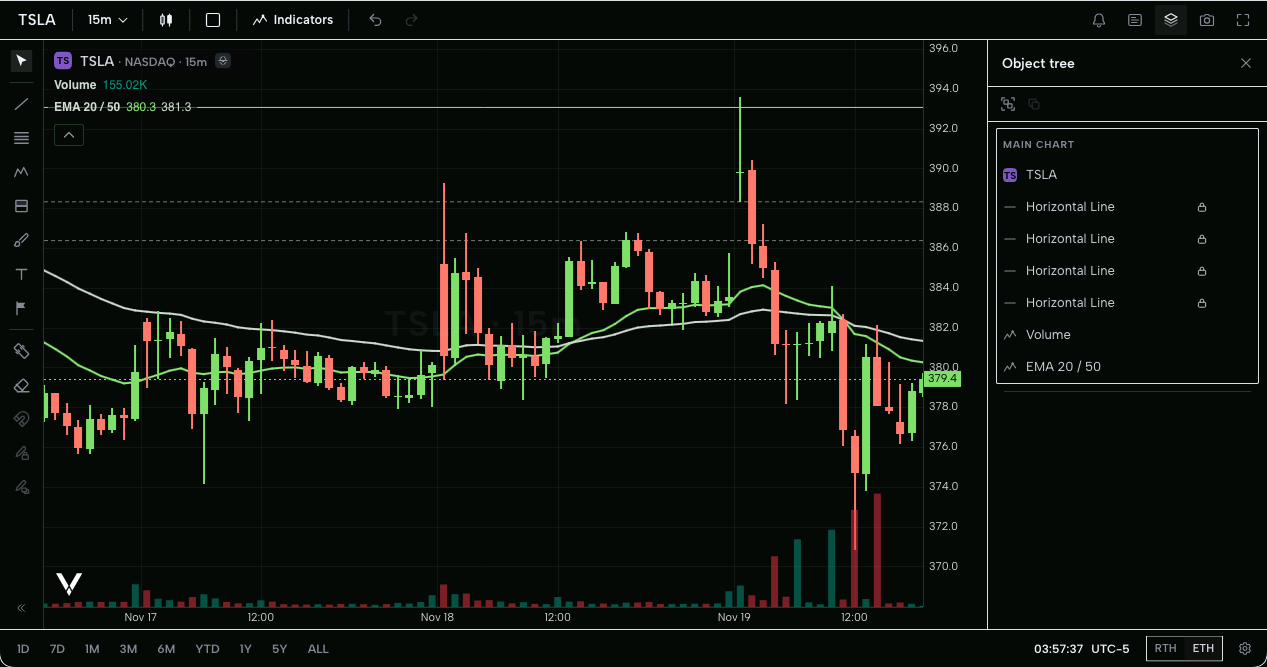 TSLA 15m Indicators
TS TSLA · NASDAQ · 15m
Volume 155.02K
EMA 20 / 50 380.3 381.3
TSLA · 15m
396.0
394.0
392.0
390.0
388.0
386.0
384.0
382.0
380.0
379.4
378.0
376.0
374.0
372.0
370.0
Nov 17 12:00 Nov 18 12:00 Nov 19 12:00
Object tree
MAIN CHART
TS TSLA
Horizontal Line
Horizontal Line
Horizontal Line
Horizontal Line
Volume
EMA 20 / 50
1D 7D 1M 3M 6M YTD 1Y 5Y ALL 03:57:37 UTC-5 RTH ETH